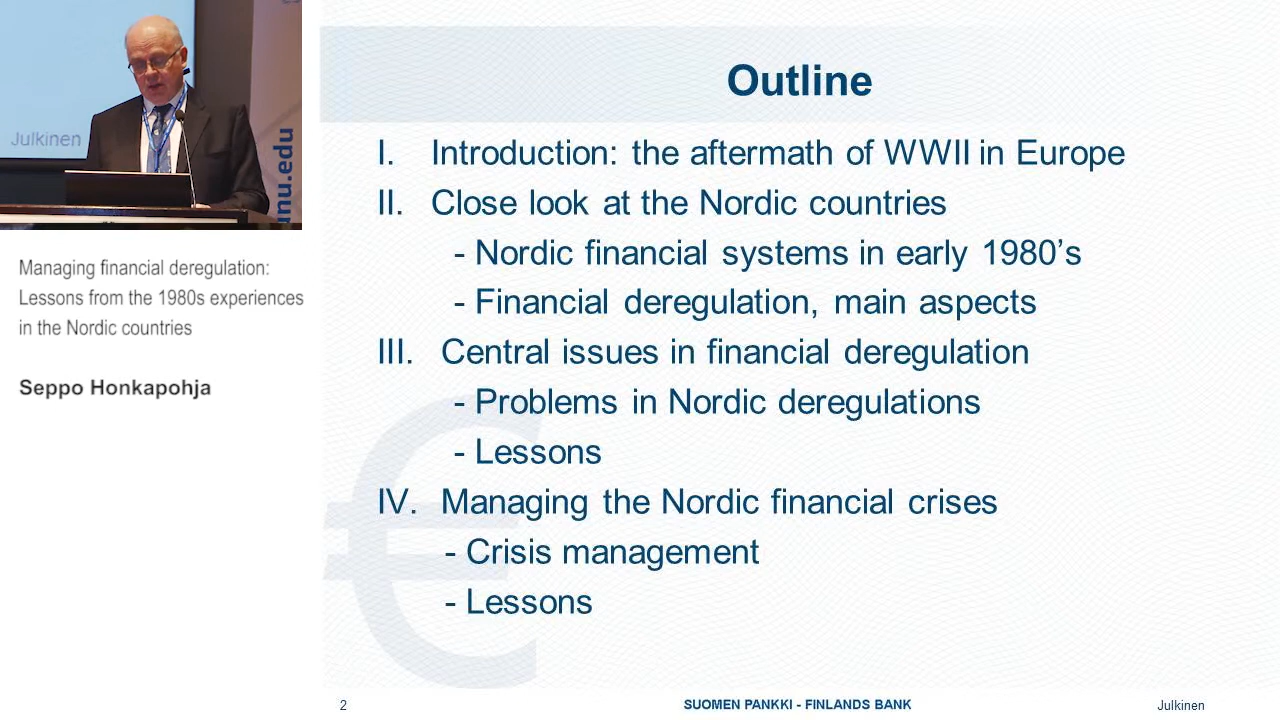 Julkinen
unu.edu
Managing financial deregulation:
Lessons from the 1980s experiences
in the Nordic countries
Seppo Honkapohja
Outline
I. Introduction: the aftermath of WWII in Europe
II. Close look at the Nordic countries
- Nordic financial systems in early 1980’s
- Financial deregulation, main aspects
III. Central issues in financial deregulation
- Problems in Nordic deregulations
- Lessons
IV. Managing the Nordic financial crises
- Crisis management
- Lessons
2
SUOMEN PANKKI - FINLANDS BANK
Julkinen